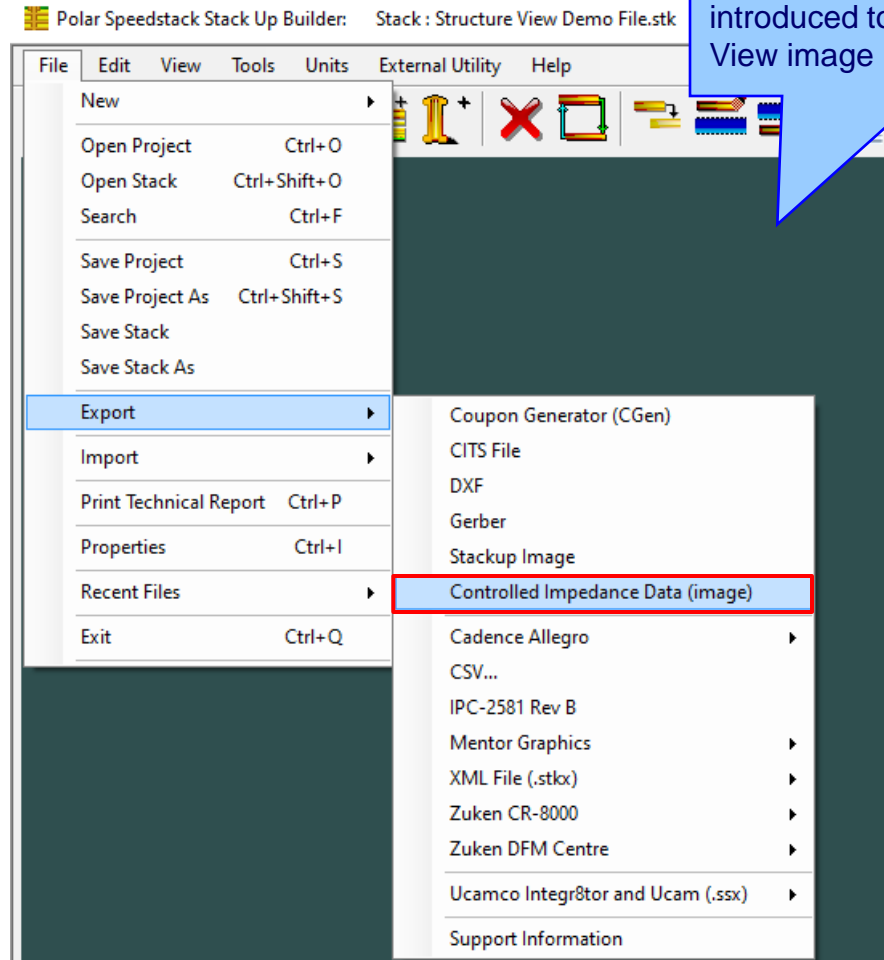 Polar Speedstack Stack Up Builder: Stack : Structure View Demo File.stk
introduced to
View image
File Edit View Tools Units External Utility Help
New
Open Project Ctrl+O
Open Stack Ctrl+Shift+O
Search Ctrl+F
Save Project Ctrl+S
Save Project As Ctrl+Shift+S
Save Stack
Save Stack As
Export
Import
Print Technical Report Ctrl+P
Properties Ctrl+I
Recent Files
Exit Ctrl+Q
Coupon Generator (CGen)
CITS File
DXF
Gerber
Stackup Image
Controlled Impedance Data (image)
Cadence Allegro
CSV...
IPC-2581 Rev B
Mentor Graphics
XML File (.stkx)
Zuken CR-8000
Zuken DFM Centre
Ucamco Integr8tor and Ucam (.ssx)
Support Information